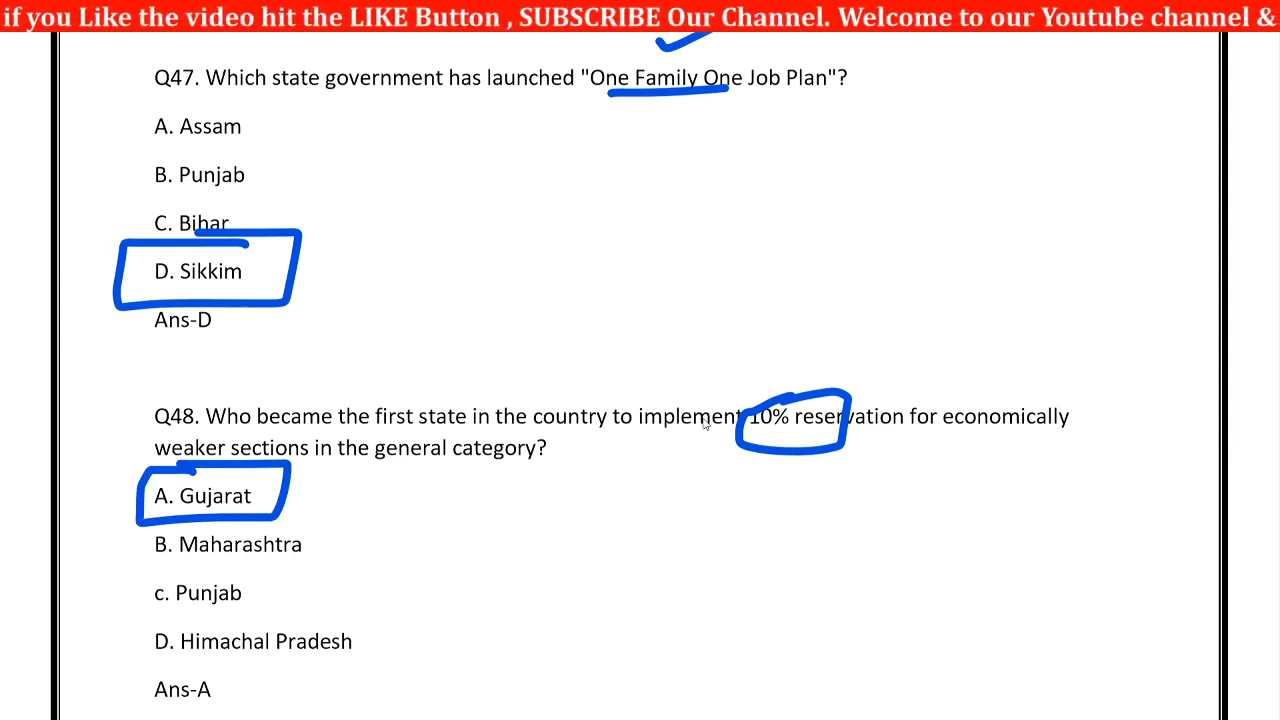 if you Like the video hit the LIKE Button , SUBSCRIBE Our Channel. Welcome to our Youtube channel &
Q47. Which state government has launched "One Family One Job Plan"?
A. Assam
B. Punjab
C. Bihar
D. Sikkim
Ans-D
Q48. Who became the first state in the country to implement 10% reservation for economically
weaker sections in the general category?
A. Gujarat
B. Maharashtra
c. Punjab
D. Himachal Pradesh
Ans-A